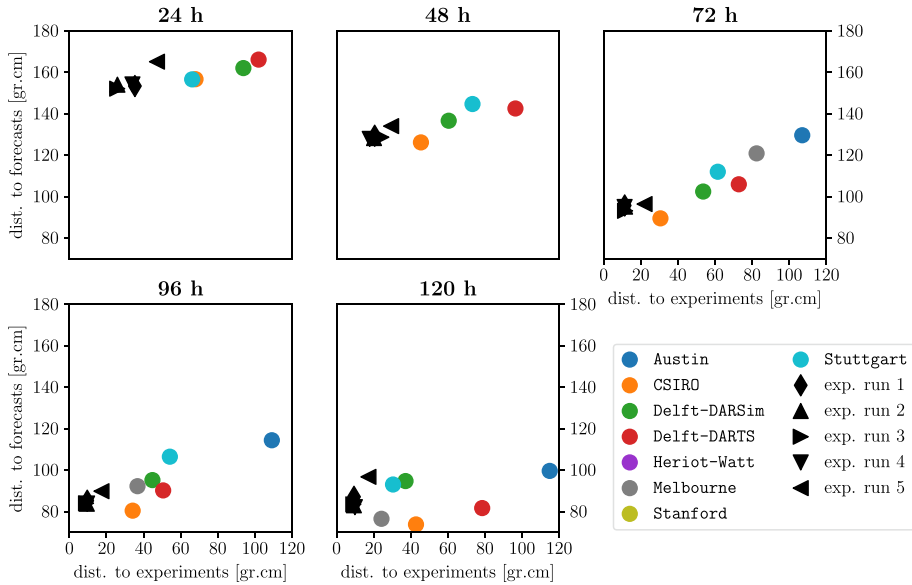 24 h
48 h
72 h
dist. to forecasts [gr.cm]
180
160
140
120
100
80
180
160
140
120
100
80
0 20 40 60 80 100 120
dist. to experiments [gr.cm]
96 h
120 h
dist. to forecasts [gr.cm]
180
160
140
120
100
80
180
160
140
120
100
80
0 20 40 60 80 100 120
0 20 40 60 80 100 120
dist. to experiments [gr.cm]
dist. to experiments [gr.cm]
Austin
CSIRO
Delft-DARSim
Delft-DARTS
Heriot-Watt
Melbourne
Stanford
Stuttgart
exp. run 1
exp. run 2
exp. run 3
exp. run 4
exp. run 5